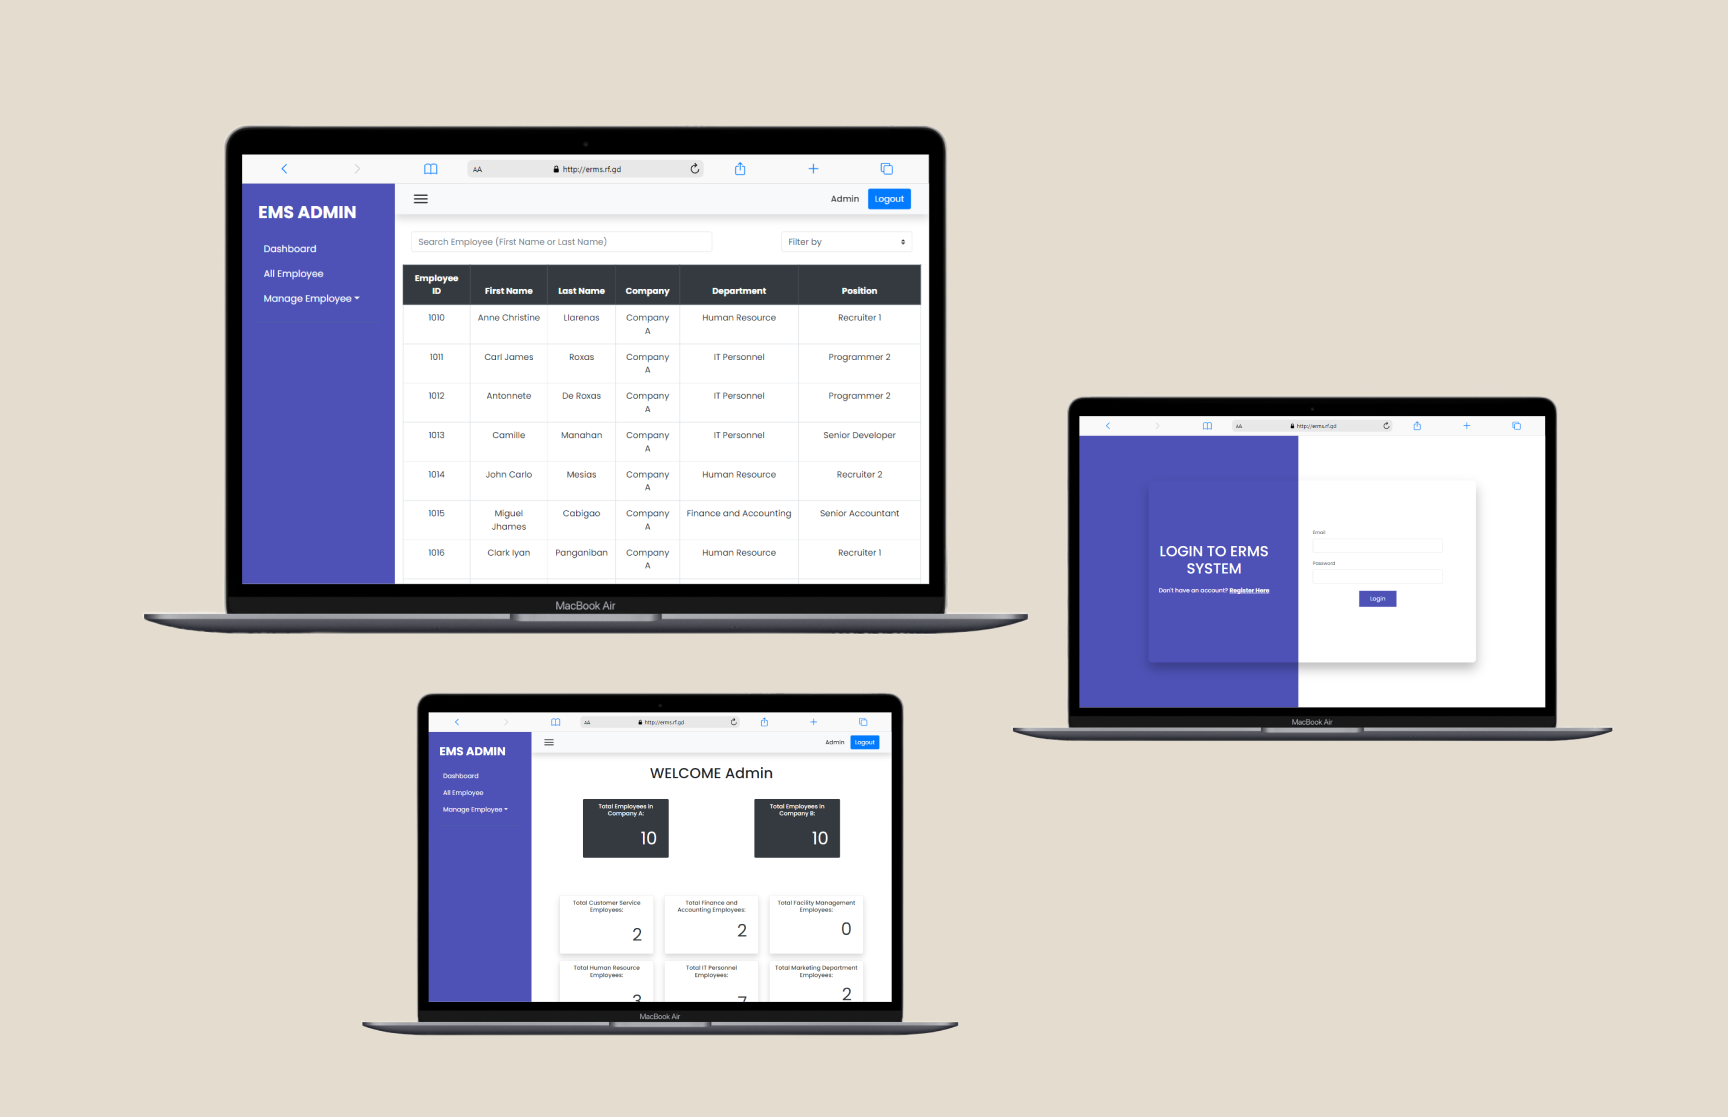 AA http://erms.rf.gd
EMS ADMIN
Dashboard
All Employee
Manage Employee
Admin Logout
Search Employee (First Name or Last Name) Filter by
Employee
ID First Name Last Name Company Department Position
1010 Anne Christine Llarenas Company Human Resource Recruiter 1
A
1011 Carl James Roxas Company IT Personnel Programmer 2
A
1012 Antonnete De Roxas Company IT Personnel Programmer 2
A
1013 Camille Manahan Company IT Personnel Senior Developer
A
1014 John Carlo Mesias Company Human Resource Recruiter 2
A
1015 Miguel Cabigao Company Finance and Accounting Senior Accountant
Jhames A
1016 Clark Iyan Panganiban Company Human Resource Recruiter 1
A
MacBook Air
AA http://erms.rf.gd
LOGIN TO ERMS
SYSTEM
Don't have an account? Register Here
Email
Password
Login
MacBook Air
AA http://erms.rf.gd
EMS ADMIN
Dashboard
All Employee
Manage Employee
Admin Logout
WELCOME Admin
Total Employees In
Company A:
10
Total Employees In
Company B:
10
Total Customer Service
Employees:
2
Total Finance and
Accounting Employees:
2
Total Facility Management
Employees:
0
Total Human Resource
Employees:
3
Total IT Personnel
Employees:
7
Total Marketing Department
Employees:
2
MacBook Air